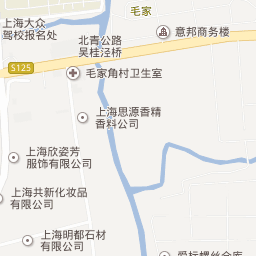 毛家
上海大众
驾校报名处
意邦商务楼
北青公路
吴桂泾桥
S125
毛家角村卫生室
上海思源香精
香料公司
上海欣姿芳
服饰有限公司
上海共新化妆品
有限公司
上海明都石材
有限公司